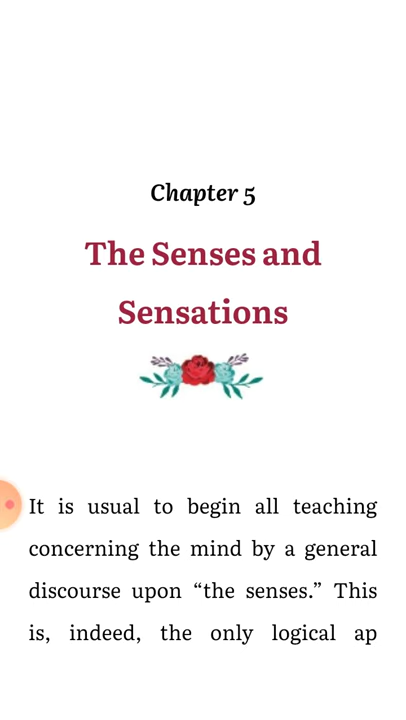 Chapter 5
The Senses and
Sensations
It is usual to begin all teaching
concerning the mind by a general
discourse upon “the senses.” This
is, indeed, the only logical ap